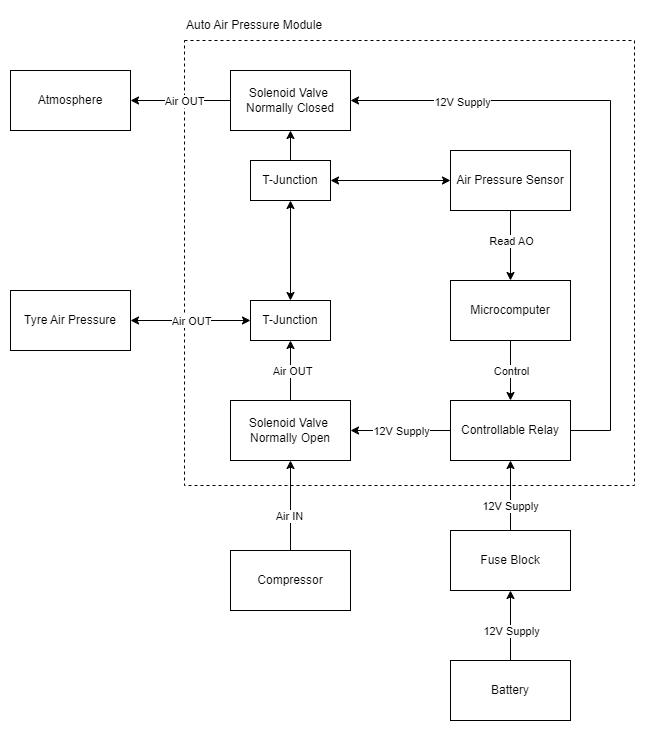 Auto Air Pressure Module
Atmosphere
Air OUT
Solenoid Valve
Normally Closed
12V Supply
T-Junction
Air Pressure Sensor
Read AO
Tyre Air Pressure
Air OUT
T-Junction
Microcomputer
Air OUT
Control
Solenoid Valve
Normally Open
12V Supply
Controllable Relay
Air IN
12V Supply
Compressor
Fuse Block
12V Supply
Battery